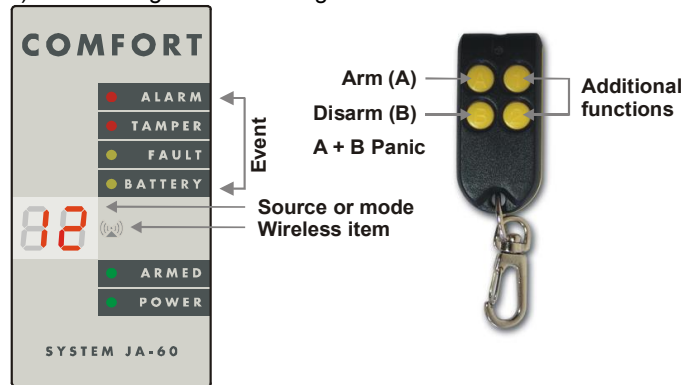 COMFORT
ALARM
TAMPER
FAULT
BATTERY
Event
12
Source or mode
Wireless item
ARMED
POWER
SYSTEM JA-60
Arm (A)
Disarm (B)
A + B Panic
Additional
functions
A
B